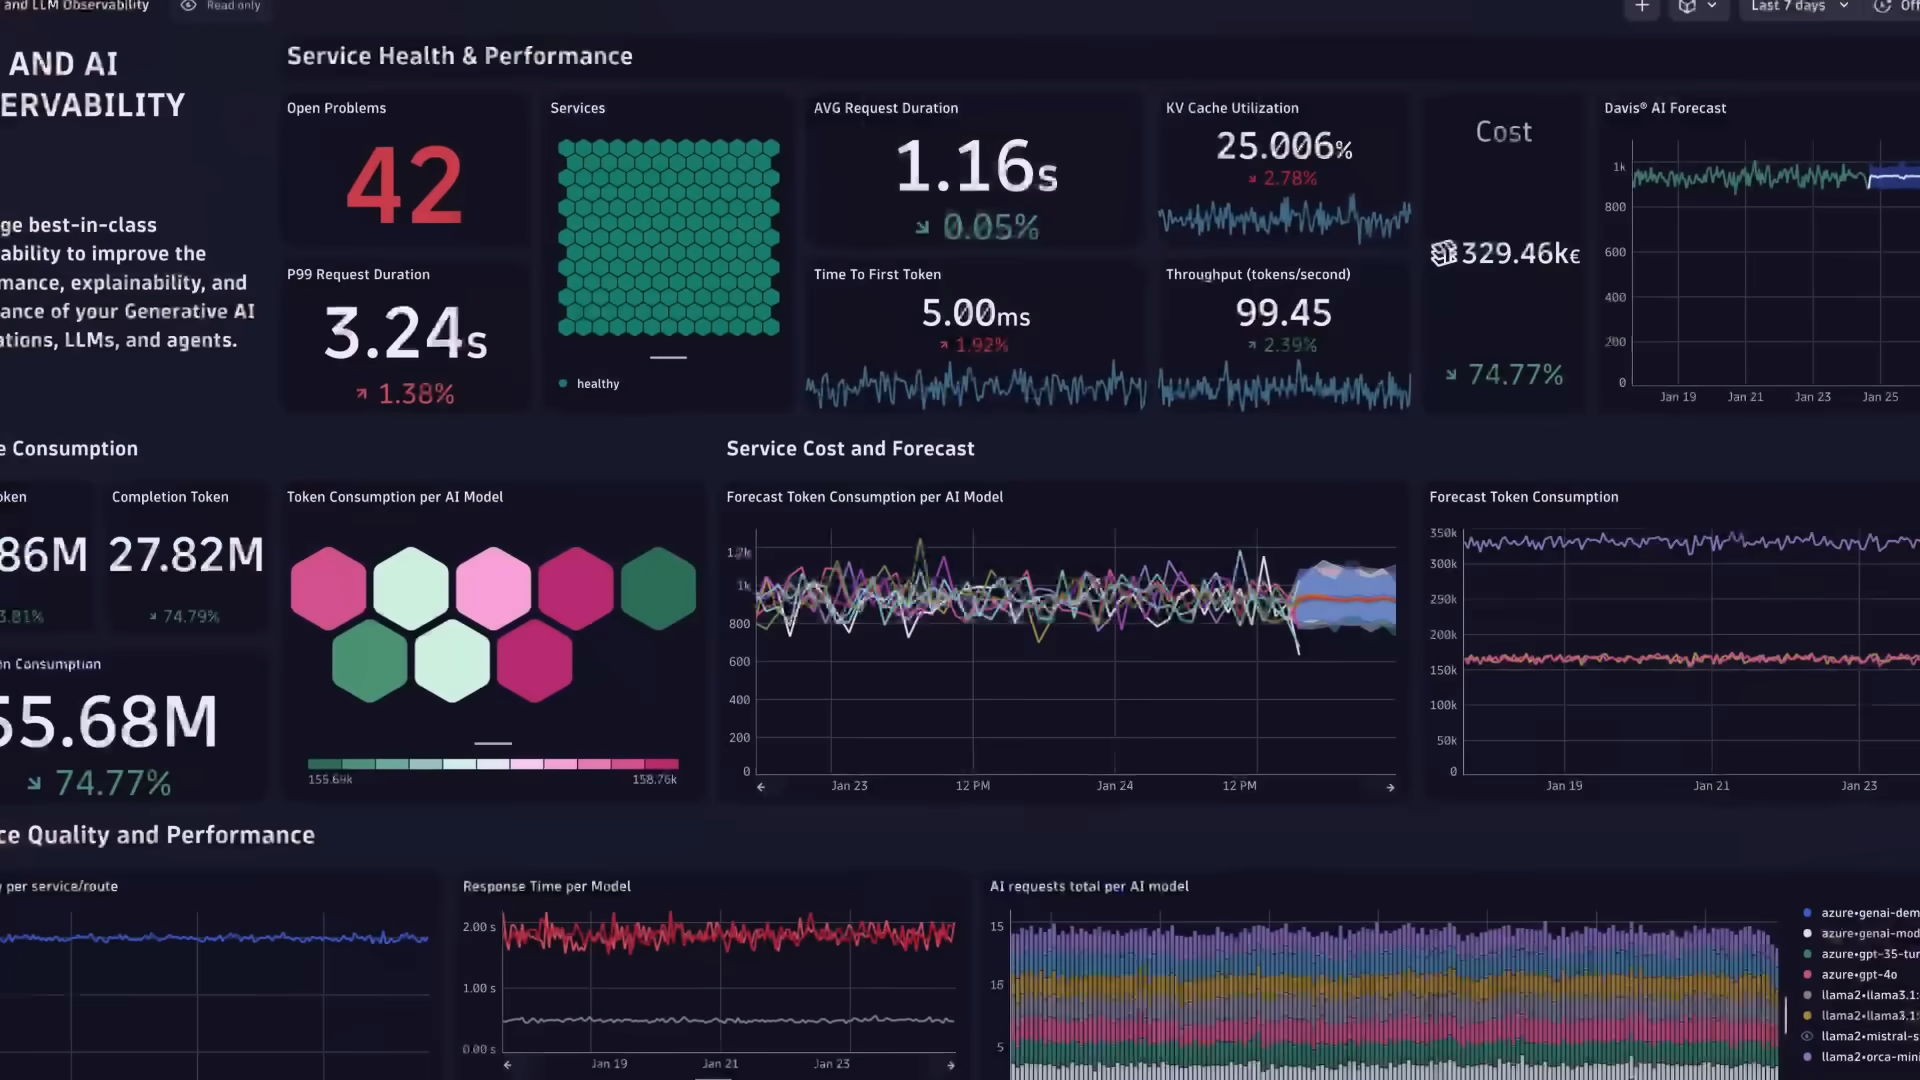 and LLM Observability
Read only
Last 7 days
Off
AND AI
ERVABILITY
ge best-in-class
ability to improve the
mance, explainability, and
ance of your Generative AI
ations, LLMs, and agents.
Service Health & Performance
Open Problems
42
P99 Request Duration
3.24s
1.38%
Services
healthy
AVG Request Duration
1.16s
0.05%
Time To First Token
5.00ms
1.92%
KV Cache Utilization
25.006%
2.78%
Throughput (tokens/second)
99.45
2.39%
Cost
329.46k€
74.77%
Davis® AI Forecast
1k
800
600
400
200
0
Jan 19
Jan 21
Jan 23
Jan 25
e Consumption
oken
86M
3.81%
Completion Token
27.82M
74.79%
n Consumption
55.68M
74.77%
Token Consumption per AI Model
158.76k
Service Cost and Forecast
Forecast Token Consumption per AI Model
1k
800
600
400
200
0
Jan 23
12 PM
Jan 24
12 PM
Forecast Token Consumption
350k
300k
250k
200k
150k
100k
50k
0
Jan 19
Jan 21
Jan 23
ce Quality and Performance
per service/route
Response Time per Model
2.00 s
1.00 s
0.00 s
Jan 19
Jan 21
Jan 23
AI requests total per AI model
15
5
azure•genai-dem
azure•genai-mod
azure•gpt-35-tur
azure•gpt-4o
llama2•llama3.1:
llama2•llama3.1:
llama2•mistral-s
llama2•orca-mini